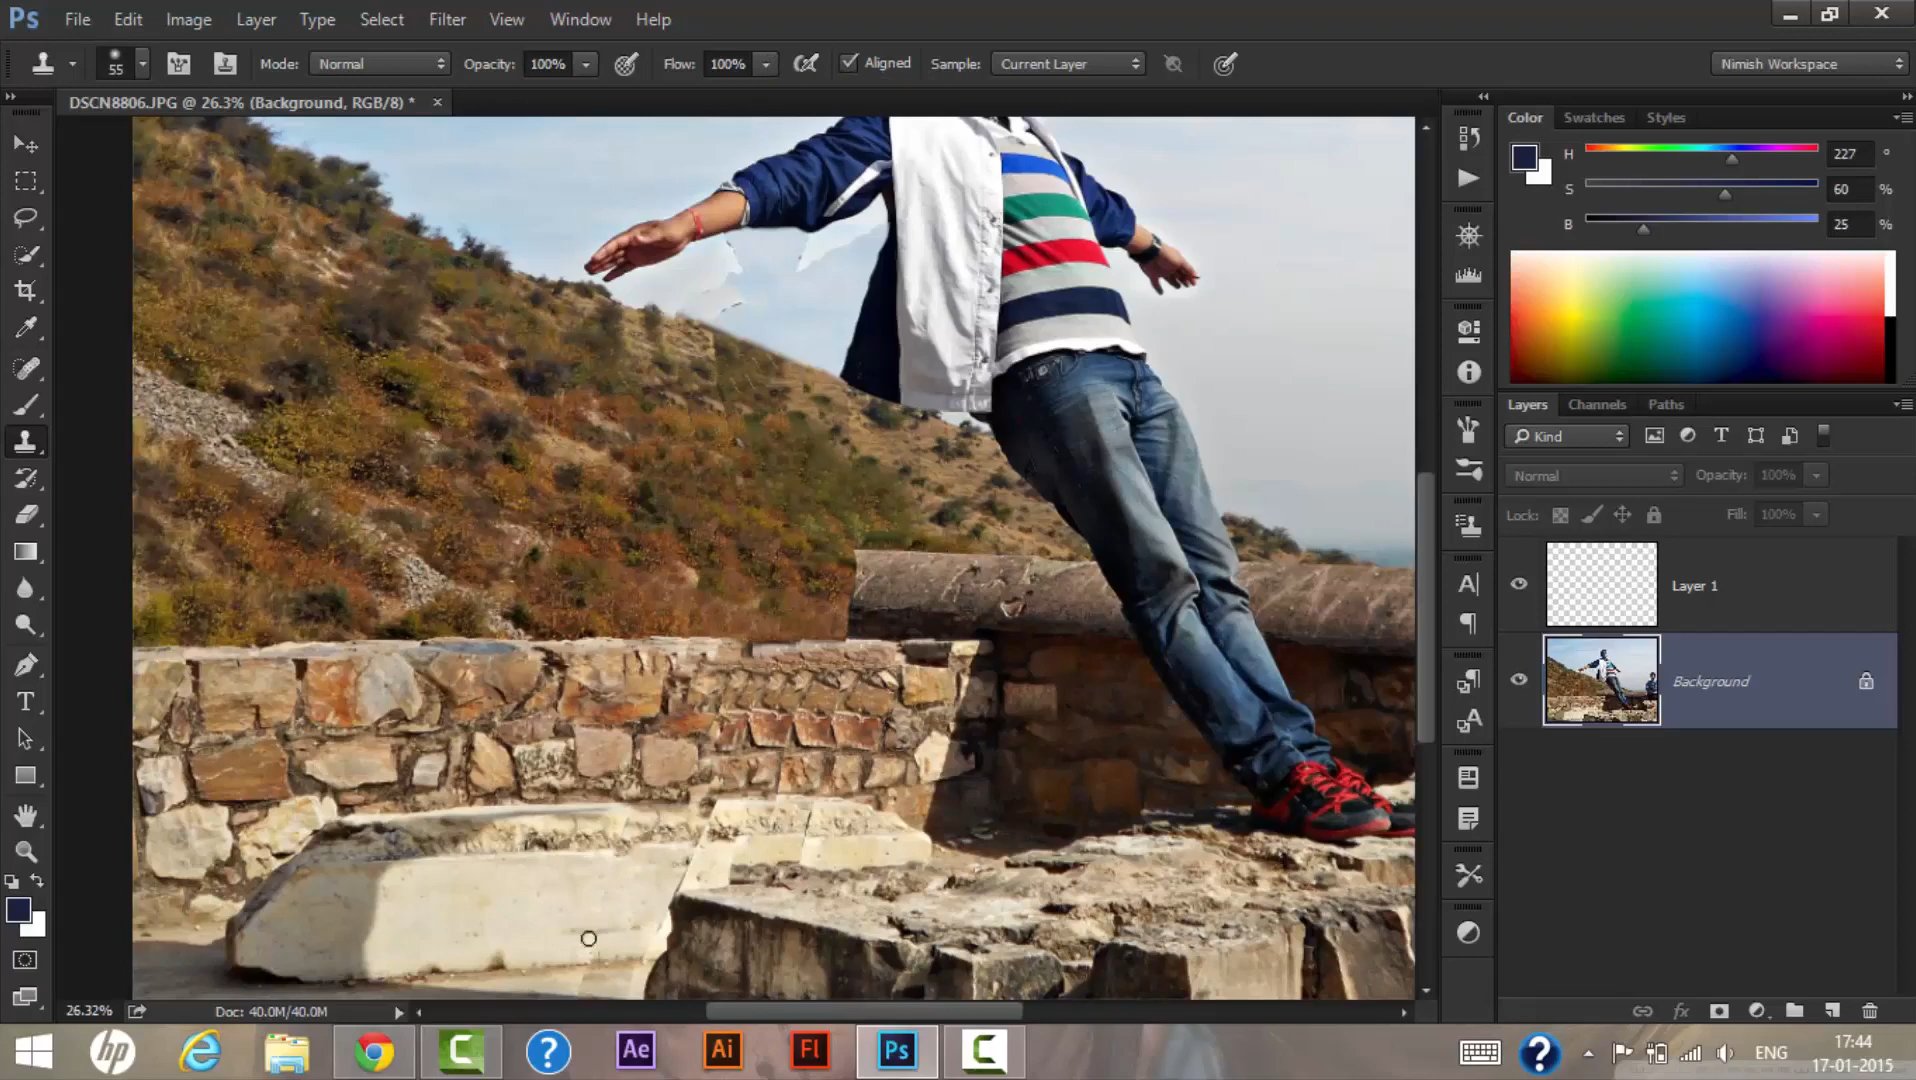 Ps File Edit Image Layer Type Select Filter View Window Help
55 Mode: Normal Opacity: 100% Flow: 100% Aligned Sample: Current Layer Nimish Workspace
DSCN8806.JPG @ 26.3% (Background, RGB/8) * ×
Color Swatches Styles
H 227 °
S 60 %
B 25 %
Layers Channels Paths
Kind T
Normal Opacity: 100%
Lock: Fill: 100%
Layer 1
Background
T
A
A
26.32% Doc: 40.0M/40.0M
hp C ? Ae Ai Fl Ps C ? ENG 17:44
17-01-2015